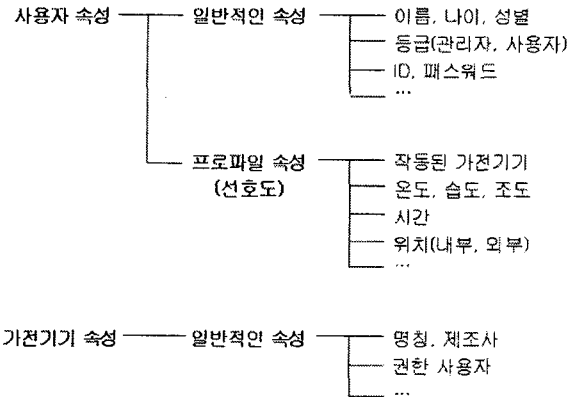 사용자 속성 일반적인 속성 이름, 나이, 성별
등급(관리자, 사용자)
ID, 패스워드
...
프로파일 속성 작동된 가전기기
(선호도) 온도, 습도, 조도
시간
위치(내부, 외부)
...
가전기기 속성 일반적인 속성 명칭, 제조사
권한 사용자
...